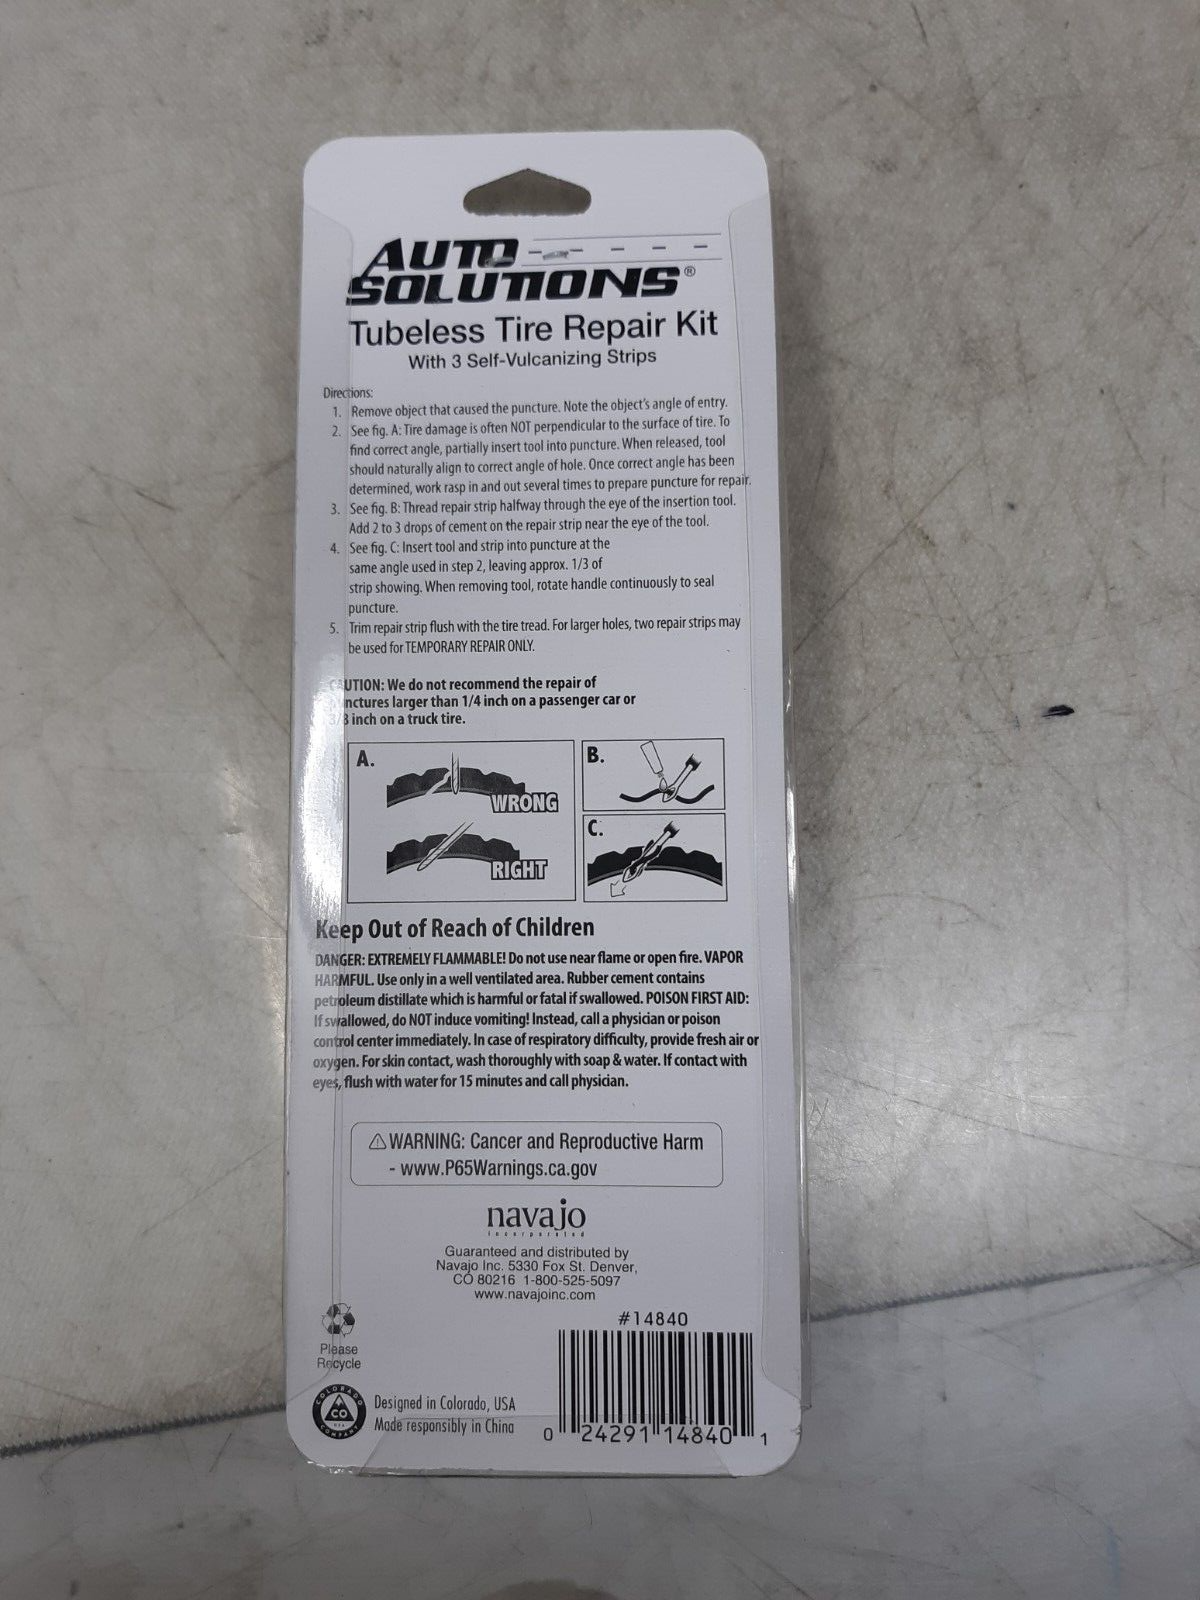 AUTO
SOLUTIONS®
Tubeless Tire Repair Kit
With 3 Self-Vulcanizing Strips
Directions:
1. Remove object that caused the puncture. Note the object's angle of entry.
2. See fig. A: Tire damage is often NOT perpendicular to the surface of tire. To
find correct angle, partially insert tool into puncture. When released, tool
should naturally align to correct angle of hole. Once correct angle has been
determined, work rasp in and out several times to prepare puncture for repair.
3. See fig. B: Thread repair strip halfway through the eye of the insertion tool.
Add 2 to 3 drops of cement on the repair strip near the eye of the tool.
4. See fig. C: Insert tool and strip into puncture at the
same angle used in step 2, leaving approx. 1/3 of
strip showing. When removing tool, rotate handle continuously to seal
puncture.
5. Trim repair strip flush with the tire tread. For larger holes, two repair strips may
be used for TEMPORARY REPAIR ONLY.
CAUTION: We do not recommend the repair of
punctures larger than 1/4 inch on a passenger car or
3/8 inch on a truck tire.
A.
WRONG
RIGHT
B.
C.
Keep Out of Reach of Children
DANGER: EXTREMELY FLAMMABLE! Do not use near flame or open fire. VAPOR
HARMFUL. Use only in a well ventilated area. Rubber cement contains
petroleum distillate which is harmful or fatal if swallowed. POISON FIRST AID:
If swallowed, do NOT induce vomiting! Instead, call a physician or poison
control center immediately. In case of respiratory difficulty, provide fresh air or
oxygen. For skin contact, wash thoroughly with soap & water. If contact with
eyes, flush with water for 15 minutes and call physician.
⚠WARNING: Cancer and Reproductive Harm
- www.P65Warnings.ca.gov
navajo
incorporated
Guaranteed and distributed by
Navajo Inc. 5330 Fox St. Denver,
CO 80216 1-800-525-5097
www.navajoinc.com
#14840
Please
Recycle
COLORADO
CO
USA
COMPANY
Designed in Colorado, USA
Made responsibly in China
0 24291 14840 1